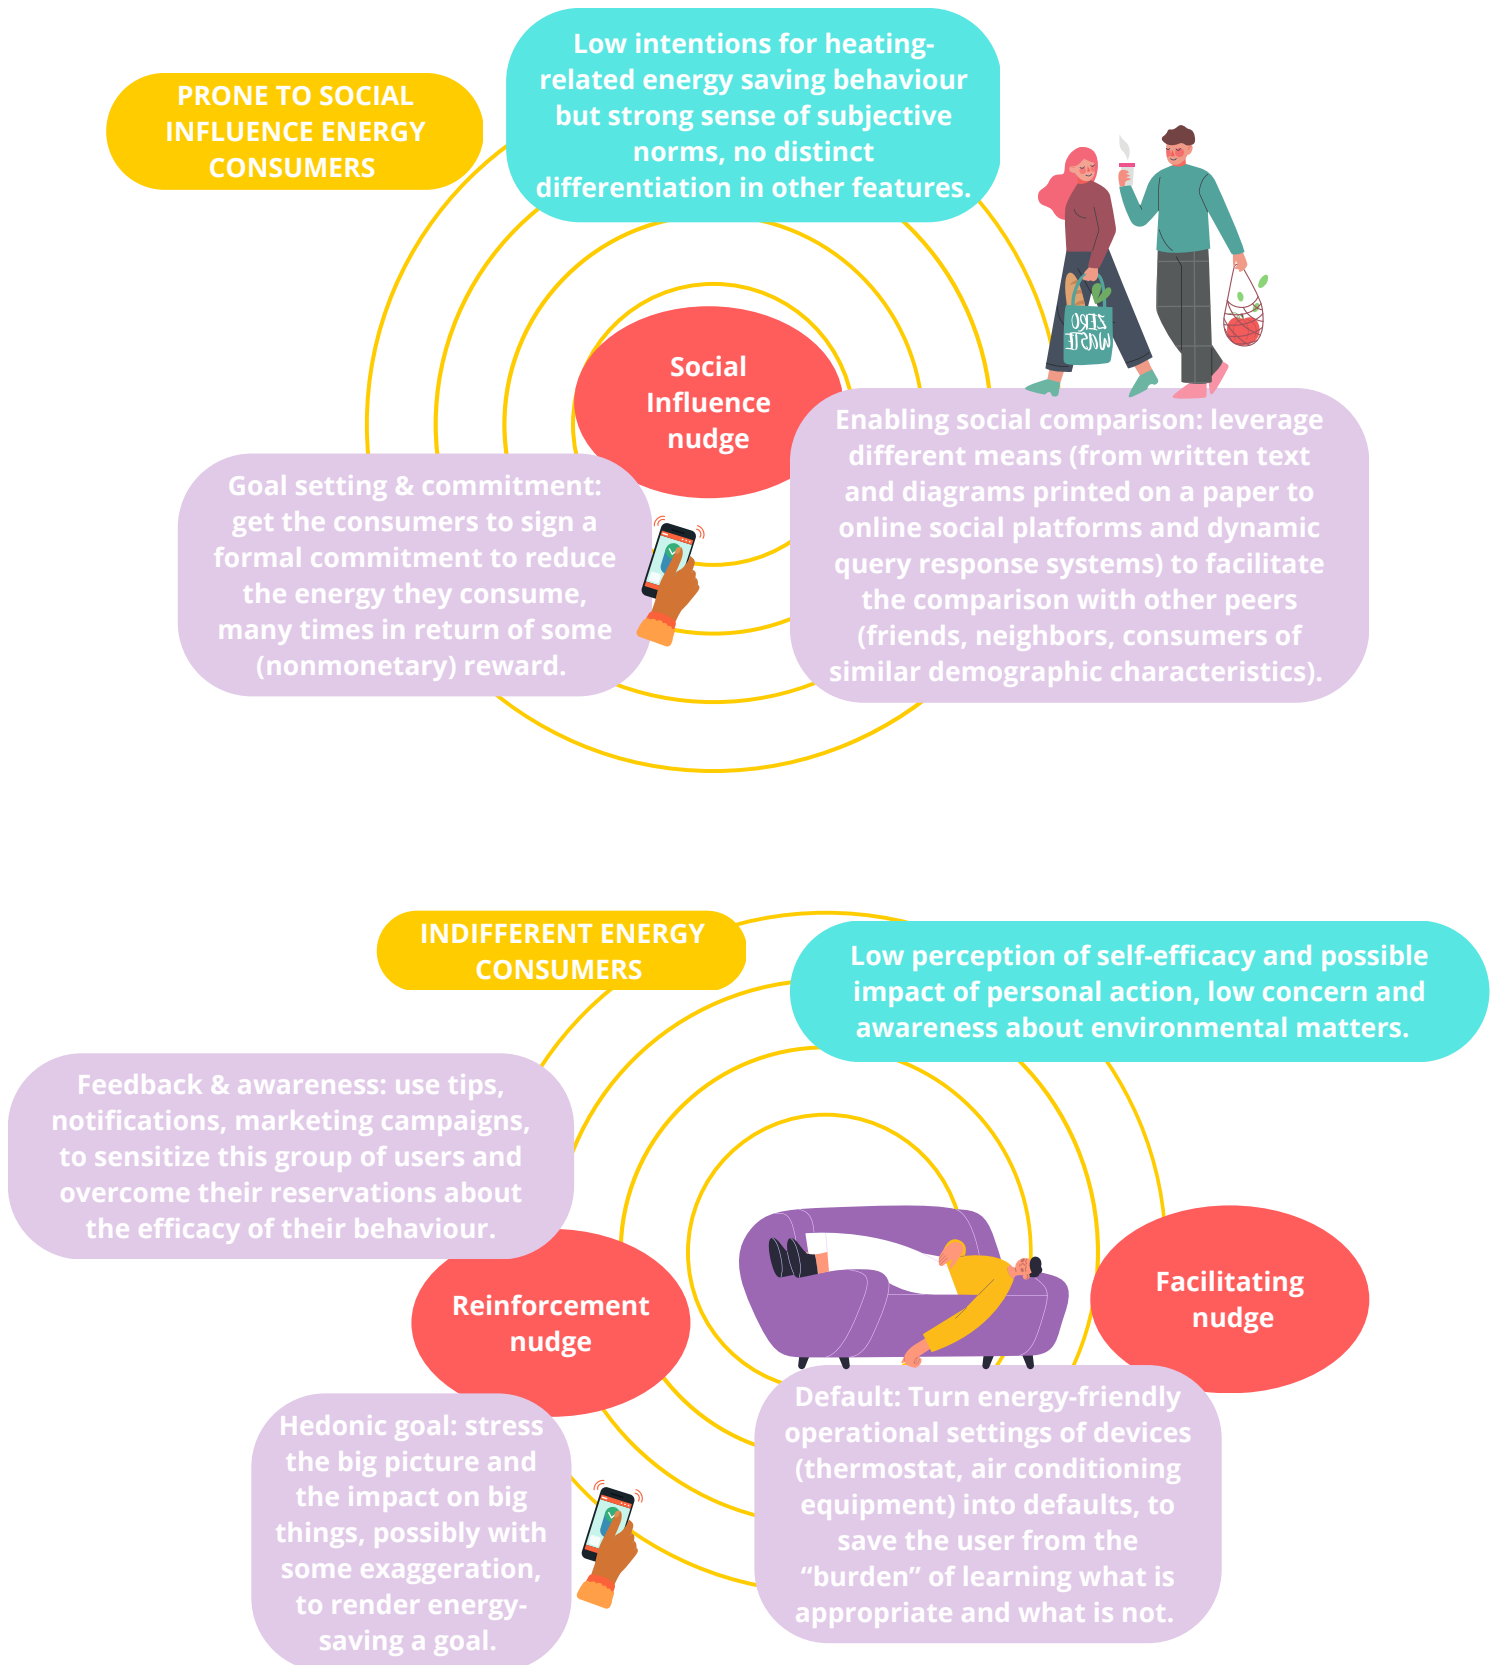 PRONE TO SOCIAL
INFLUENCE ENERGY
CONSUMERS
Low intentions for heating-
related energy saving behaviour
but strong sense of subjective
norms, no distinct
differentiation in other features.
ZERO
WASTE
Social
Influence
nudge
Goal setting & commitment:
get the consumers to sign a
formal commitment to reduce
the energy they consume,
many times in return of some
(nonmonetary) reward.
Enabling social comparison: leverage
different means (from written text
and diagrams printed on a paper to
online social platforms and dynamic
query response systems) to facilitate
the comparison with other peers
(friends, neighbors, consumers of
similar demographic characteristics).
INDIFFERENT ENERGY
CONSUMERS
Low perception of self-efficacy and possible
impact of personal action, low concern and
awareness about environmental matters.
Feedback & awareness: use tips,
notifications, marketing campaigns,
to sensitize this group of users and
overcome their reservations about
the efficacy of their behaviour.
Reinforcement
nudge
Facilitating
nudge
Hedonic goal: stress
the big picture and
the impact on big
things, possibly with
some exaggeration,
to render energy-
saving a goal.
Default: Turn energy-friendly
operational settings of devices
(thermostat, air conditioning
equipment) into defaults, to
save the user from the
“burden” of learning what is
appropriate and what is not.